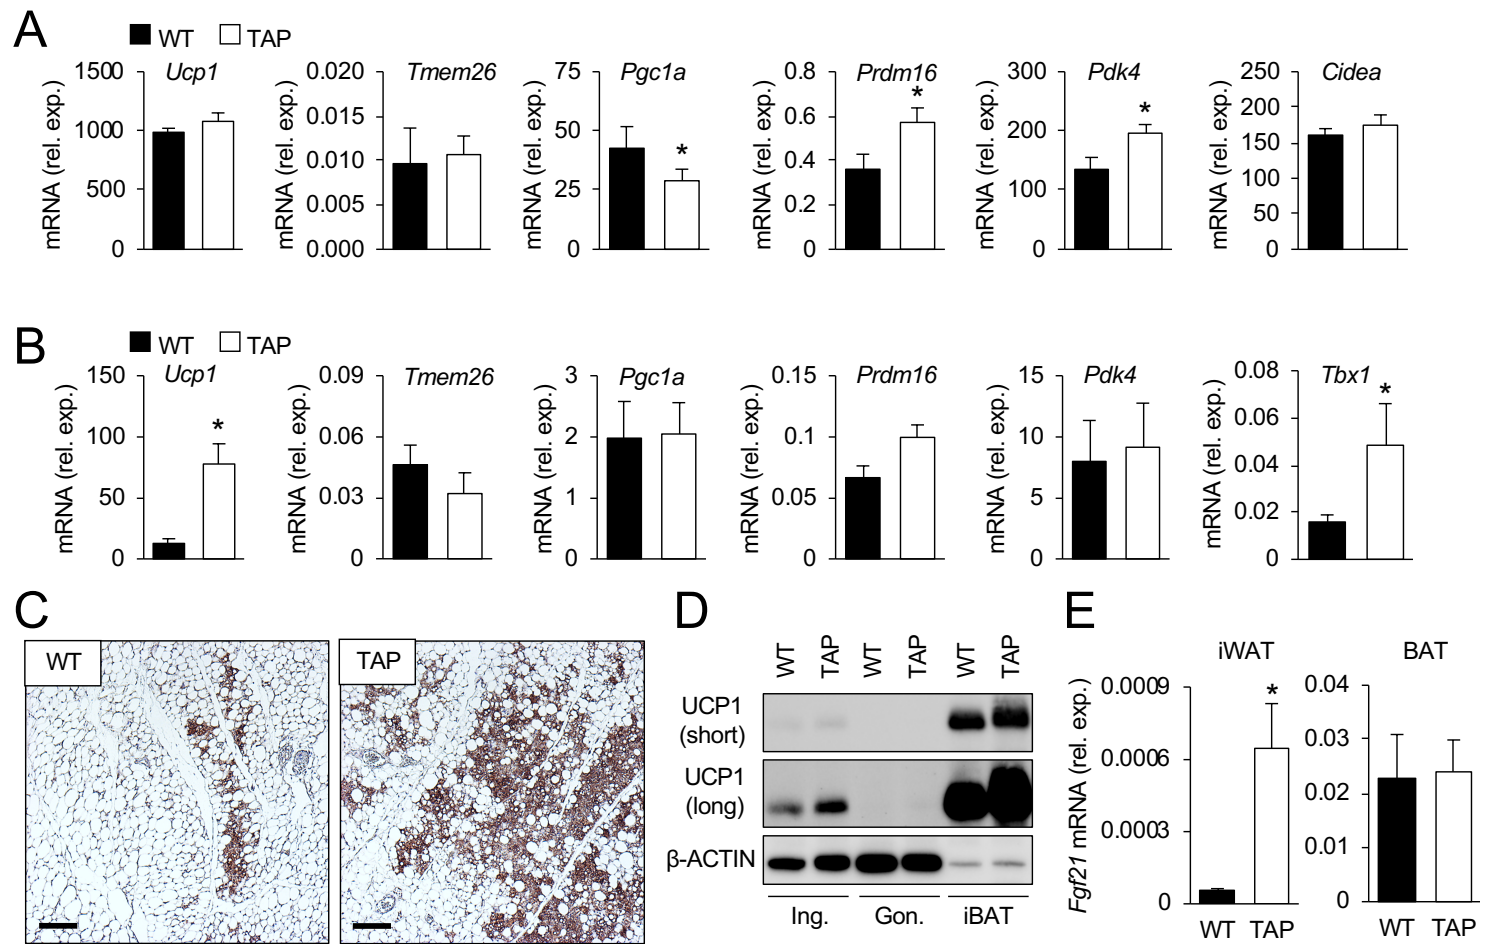 A
WT TAP
Ucp1 Tmem26 Pgc1a Prdm16 Pdk4 Cidea
mRNA (rel. exp.) 1500 1000 500 0
mRNA (rel. exp.) 0.020 0.015 0.010 0.005 0.000
mRNA (rel. exp.) 75 50 25 0 *
mRNA (rel. exp.) 0.8 0.6 0.4 0.2 0 *
mRNA (rel. exp.) 300 200 100 0 *
mRNA (rel. exp.) 250 200 150 100 50 0
B
WT TAP
Ucp1 Tmem26 Pgc1a Prdm16 Pdk4 Tbx1
mRNA (rel. exp.) 150 100 50 0 *
mRNA (rel. exp.) 0.09 0.06 0.03 0
mRNA (rel. exp.) 3 2 1 0
mRNA (rel. exp.) 0.15 0.1 0.05 0
mRNA (rel. exp.) 15 10 5 0
mRNA (rel. exp.) 0.08 0.06 0.04 0.02 0 *
C
WT TAP
D
WT TAP WT TAP WT TAP
UCP1
(short)
UCP1
(long)
β-ACTIN
Ing. Gon. iBAT
E
iWAT BAT
Fgf21 mRNA (rel. exp.)
0.0009 0.0006 0.0003 0 *
0.04 0.03 0.02 0.01 0
WT TAP WT TAP